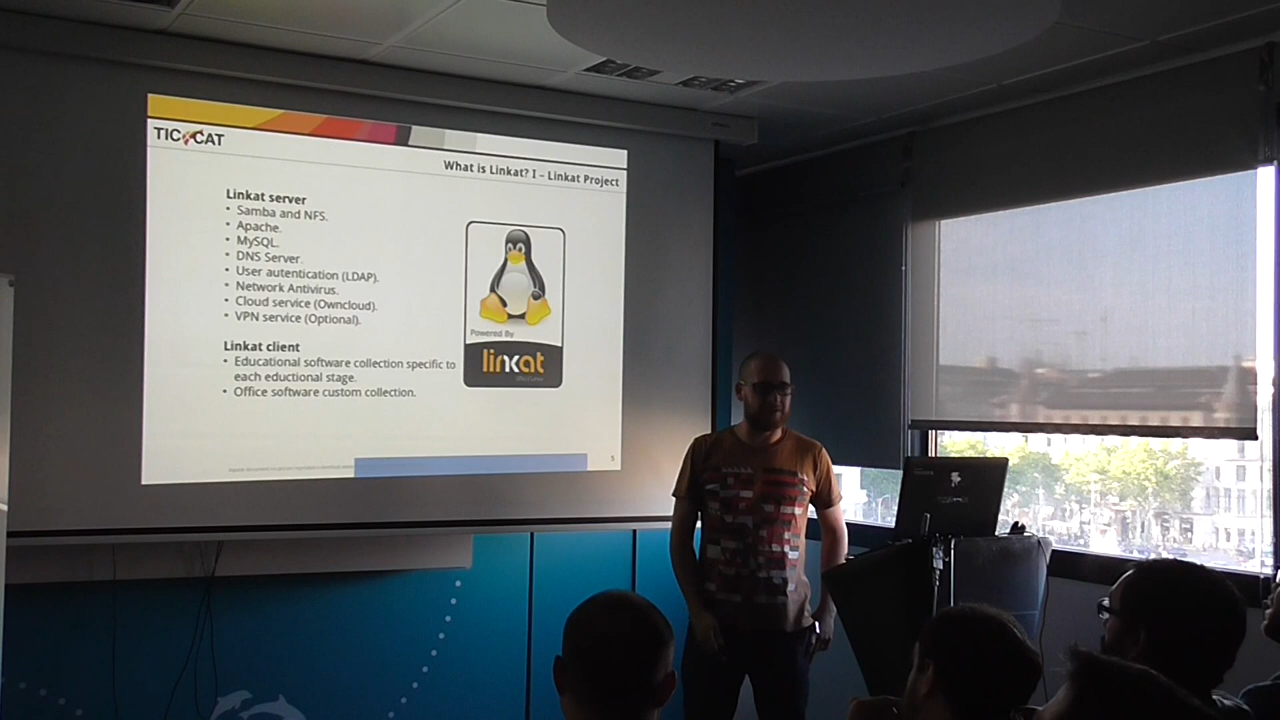 TIC CAT
What is Linkat? I – Linkat Project
Linkat server
• Samba and NFS.
• Apache.
• MySQL.
• DNS Server.
• User autentication (LDAP).
• Network Antivirus.
• Cloud service (Owncloud).
• VPN service (Optional).
Linkat client
• Educational software collection specific to
each eductional stage.
• Office software custom collection.
Powered By
linkat
5